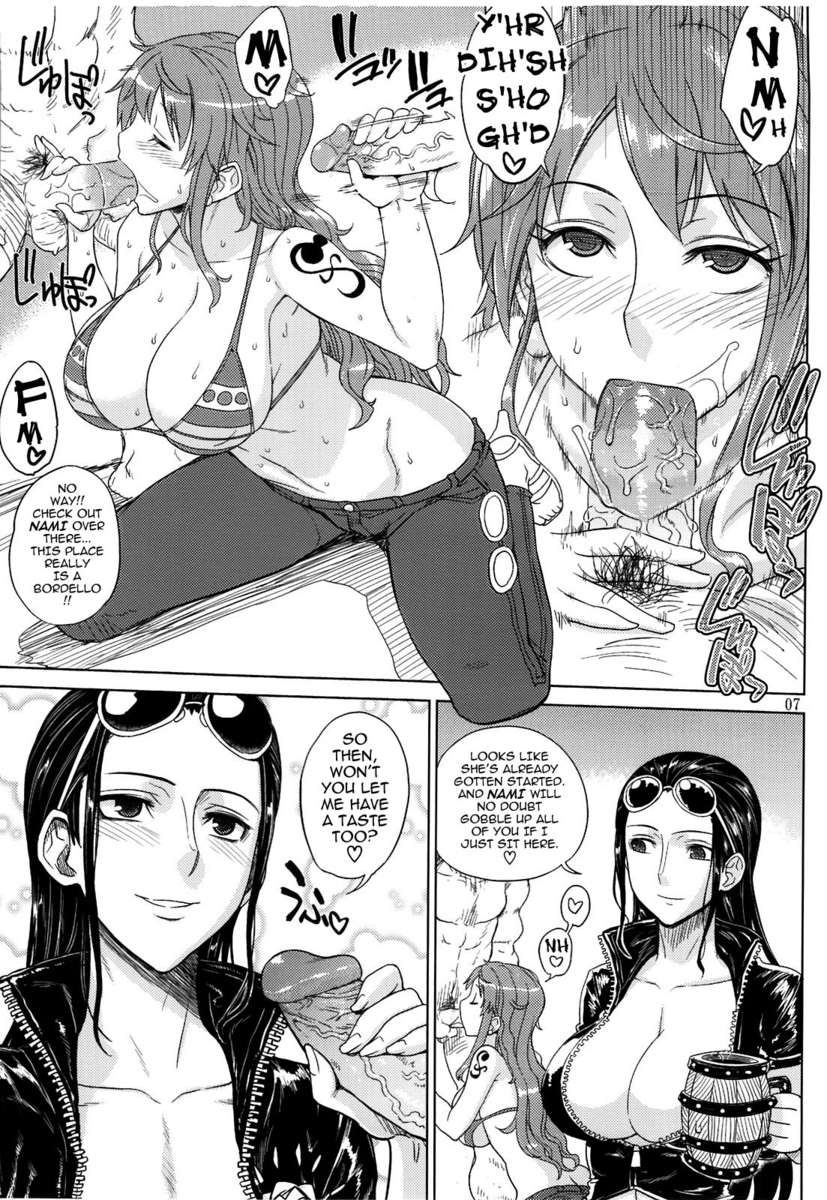 N
M
♡H
Y'HR
DIH'SH
S'HO
GH'D
♡
M
♡
F
M♡
じゅぽっ
じゅぽっ
NO
WAY!!
CHECK OUT
NAMI OVER
THERE...
THIS PLACE
REALLY
IS A
BORDELLO
!!
07
LOOKS LIKE
SHE'S ALREADY
GOTTEN STARTED.
AND NAMI WILL
NO DOUBT
GOBBLE UP
ALL OF YOU IF I
JUST SIT HERE.
♡
♡
NH
SO
THEN,
WON'T
YOU LET
ME HAVE
A TASTE
TOO?
♡
うふ♡